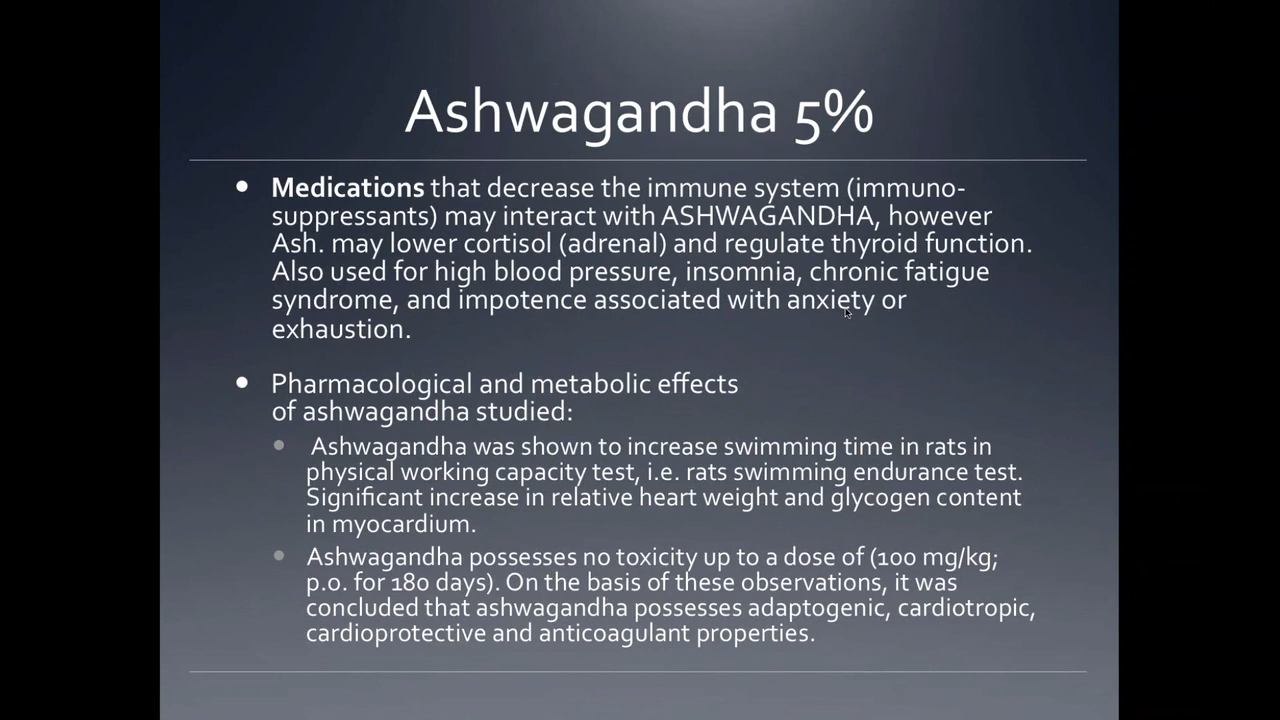 Ashwagandha 5%
Medications that decrease the immune system (immuno-
suppressants) may interact with ASHWAGANDHA, however
Ash. may lower cortisol (adrenal) and regulate thyroid function.
Also used for high blood pressure, insomnia, chronic fatigue
syndrome, and impotence associated with anxiety or
exhaustion.
Pharmacological and metabolic effects
of ashwagandha studied:
Ashwagandha was shown to increase swimming time in rats in
physical working capacity test, i.e. rats swimming endurance test.
Significant increase in relative heart weight and glycogen content
in myocardium.
Ashwagandha possesses no toxicity up to a dose of (100 mg/kg;
p.o. for 180 days). On the basis of these observations, it was
concluded that ashwagandha possesses adaptogenic, cardiotropic,
cardioprotective and anticoagulant properties.